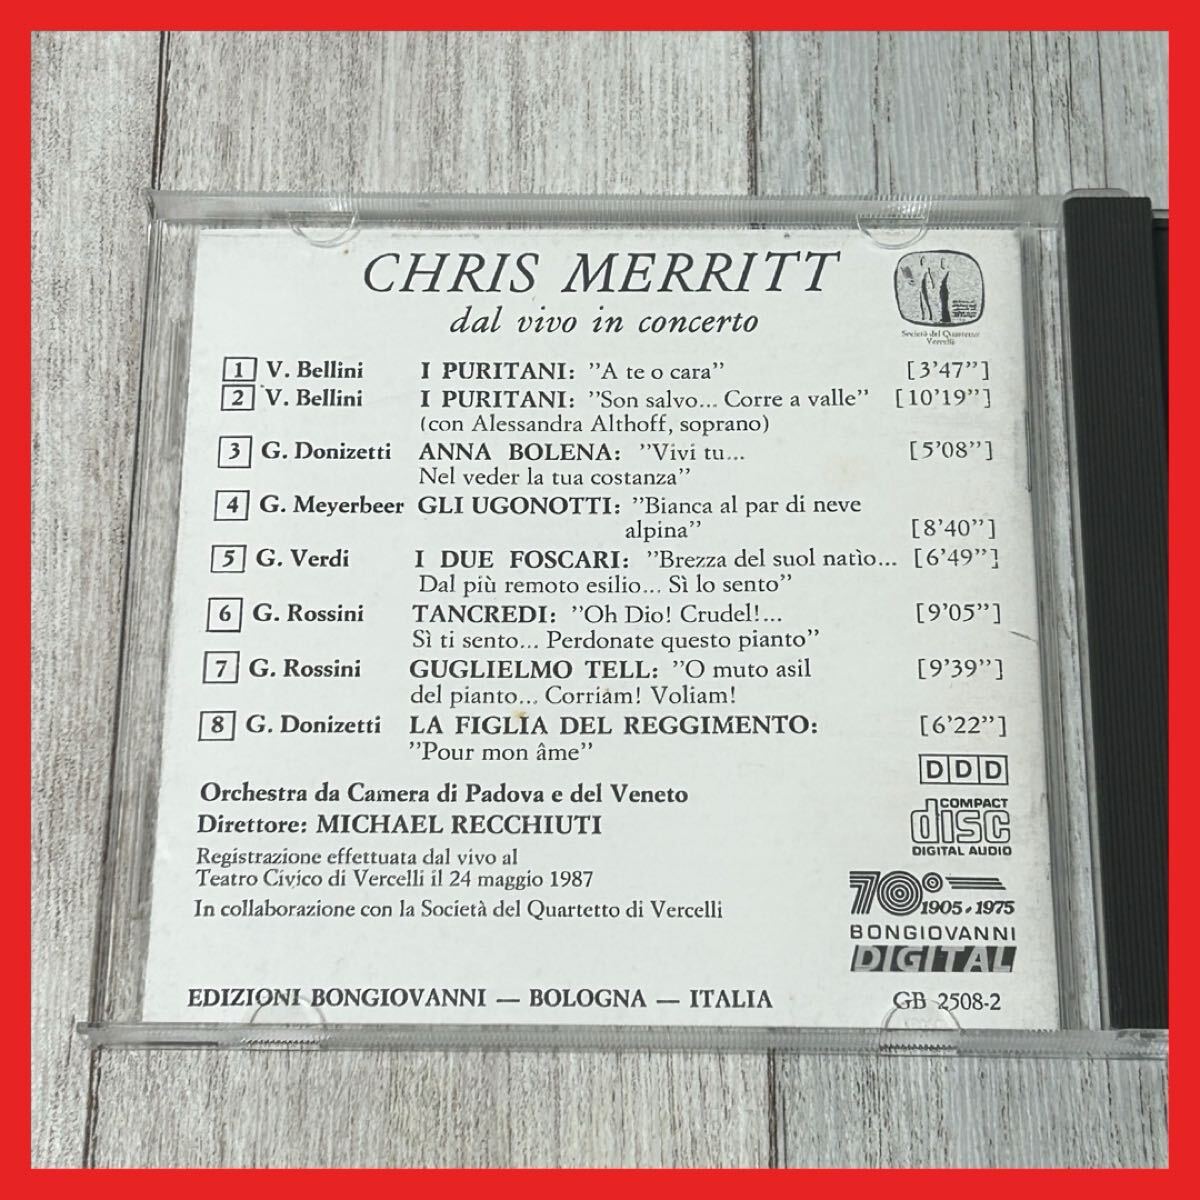 CHRIS MERRITT
dal vivo in concerto
Società del Quartetto
Vercelli
1 V. Bellini I PURITANI: ”A te o cara” [3’47”]
2 V. Bellini I PURITANI: ”Son salvo... Corre a valle” [10’19”]
(con Alessandra Althoff, soprano)
3 G. Donizetti ANNA BOLENA: ”Vivi tu... [5’08”]
Nel veder la tua costanza”
4 G. Meyerbeer GLI UGONOTTI: ”Bianca al par di neve
alpina” [8’40”]
5 G. Verdi I DUE FOSCARI: ”Brezza del suol natìo... [6’49”]
Dal più remoto esilio... Sì lo sento”
6 G. Rossini TANCREDI: ”Oh Dio! Crudel!... [9’05”]
Sì ti sento... Perdonate questo pianto”
7 G. Rossini GUGLIELMO TELL: ”O muto asil [9’39”]
del pianto... Corriam! Voliam!
8 G. Donizetti LA FIGLIA DEL REGGIMENTO: [6’22”]
”Pour mon âme”
DDD
Orchestra da Camera di Padova e del Veneto
Direttore: MICHAEL RECCHIUTI
COMPACT
disc
DIGITAL AUDIO
Registrazione effettuata dal vivo al
Teatro Civico di Vercelli il 24 maggio 1987
In collaborazione con la Società del Quartetto di Vercelli
70°
1905•1975
BONGIOVANNI
DIGITAL
EDIZIONI BONGIOVANNI — BOLOGNA — ITALIA GB 2508-2